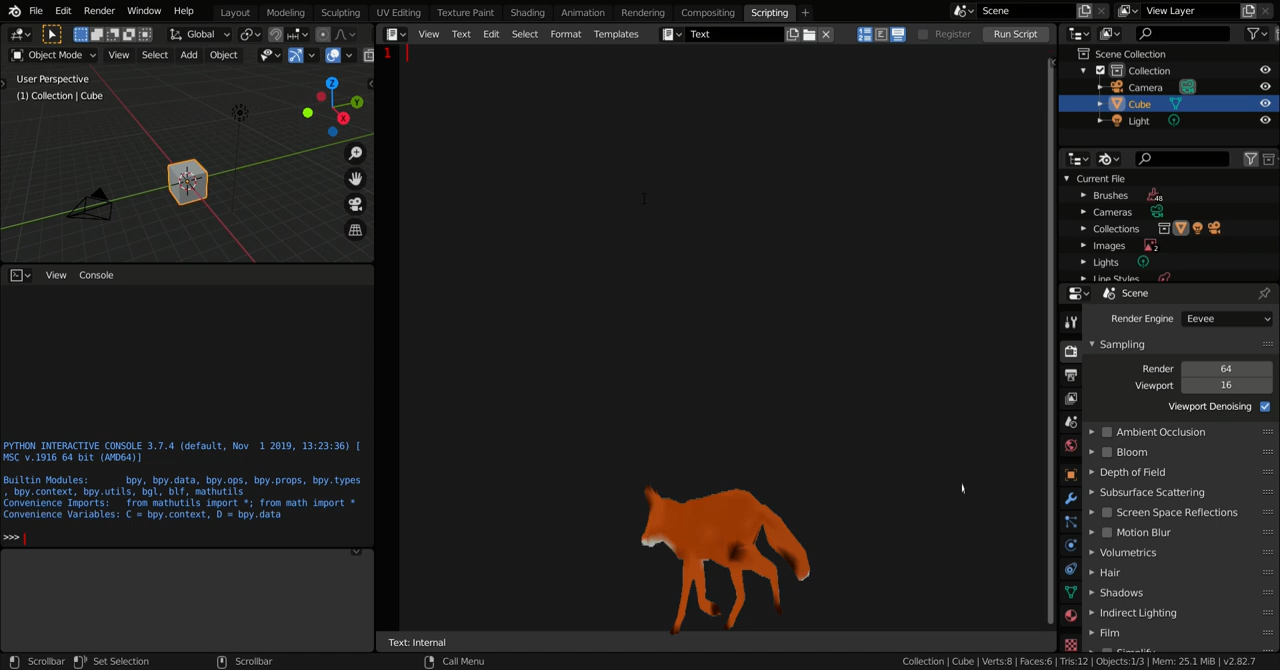 File Edit Render Window Help Layout Modeling Sculpting UV Editing Texture Paint Shading Animation Rendering Compositing Scripting + Scene View Layer
Global
Object Mode View Select Add Object
User Perspective
(1) Collection | Cube
Z
Y
X
View Console
PYTHON INTERACTIVE CONSOLE 3.7.4 (default, Nov  1 2019, 13:23:36) [
MSC v.1916 64 bit (AMD64)]
Builtin Modules:      bpy, bpy.data, bpy.ops, bpy.props, bpy.types
, bpy.context, bpy.utils, bgl, blf, mathutils
Convenience Imports:   from mathutils import *; from math import *
Convenience Variables: C = bpy.context, D = bpy.data
>>>
View Text Edit Select Format Templates Text Register Run Script
1
Text: Internal
Scene Collection
Collection
Camera
Cube
Light
Current File
Brushes 48
Cameras
Collections
Images 2
Lights
Line Styles
Scene
Render Engine Eevee
Sampling
Render 64
Viewport 16
Viewport Denoising
Ambient Occlusion
Bloom
Depth of Field
Subsurface Scattering
Screen Space Reflections
Motion Blur
Volumetrics
Hair
Shadows
Indirect Lighting
Film
Simplify
Scrollbar Set Selection Scrollbar Call Menu Collection | Cube | Verts:8 | Faces:6 | Tris:12 | Objects:1/3 | Mem: 25.1 MiB | v2.82.7